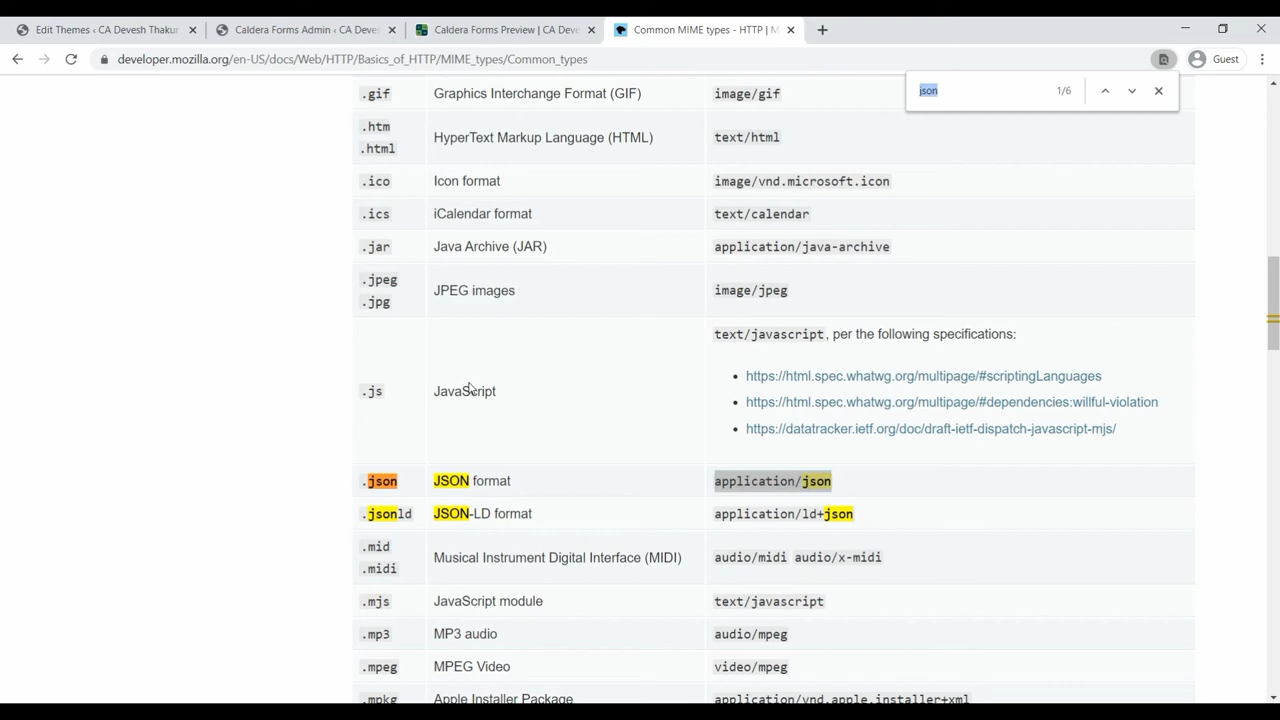 Edit Themes ‹ CA Devesh Thakur
Caldera Forms Admin ‹ CA Deves
Caldera Forms Preview | CA Deve
Common MIME types - HTTP | M
developer.mozilla.org/en-US/docs/Web/HTTP/Basics_of_HTTP/MIME_types/Common_types
Guest
json 1/6
.gif Graphics Interchange Format (GIF) image/gif
.htm
.html HyperText Markup Language (HTML) text/html
.ico Icon format image/vnd.microsoft.icon
.ics iCalendar format text/calendar
.jar Java Archive (JAR) application/java-archive
.jpeg
.jpg JPEG images image/jpeg
.js JavaScript text/javascript, per the following specifications:
• https://html.spec.whatwg.org/multipage/#scriptingLanguages
• https://html.spec.whatwg.org/multipage/#dependencies:willful-violation
• https://datatracker.ietf.org/doc/draft-ietf-dispatch-javascript-mjs/
.json JSON format application/json
.jsonld JSON-LD format application/ld+json
.mid
.midi Musical Instrument Digital Interface (MIDI) audio/midi audio/x-midi
.mjs JavaScript module text/javascript
.mp3 MP3 audio audio/mpeg
.mpeg MPEG Video video/mpeg
.mpkg Apple Installer Package application/vnd.apple.installer+xml